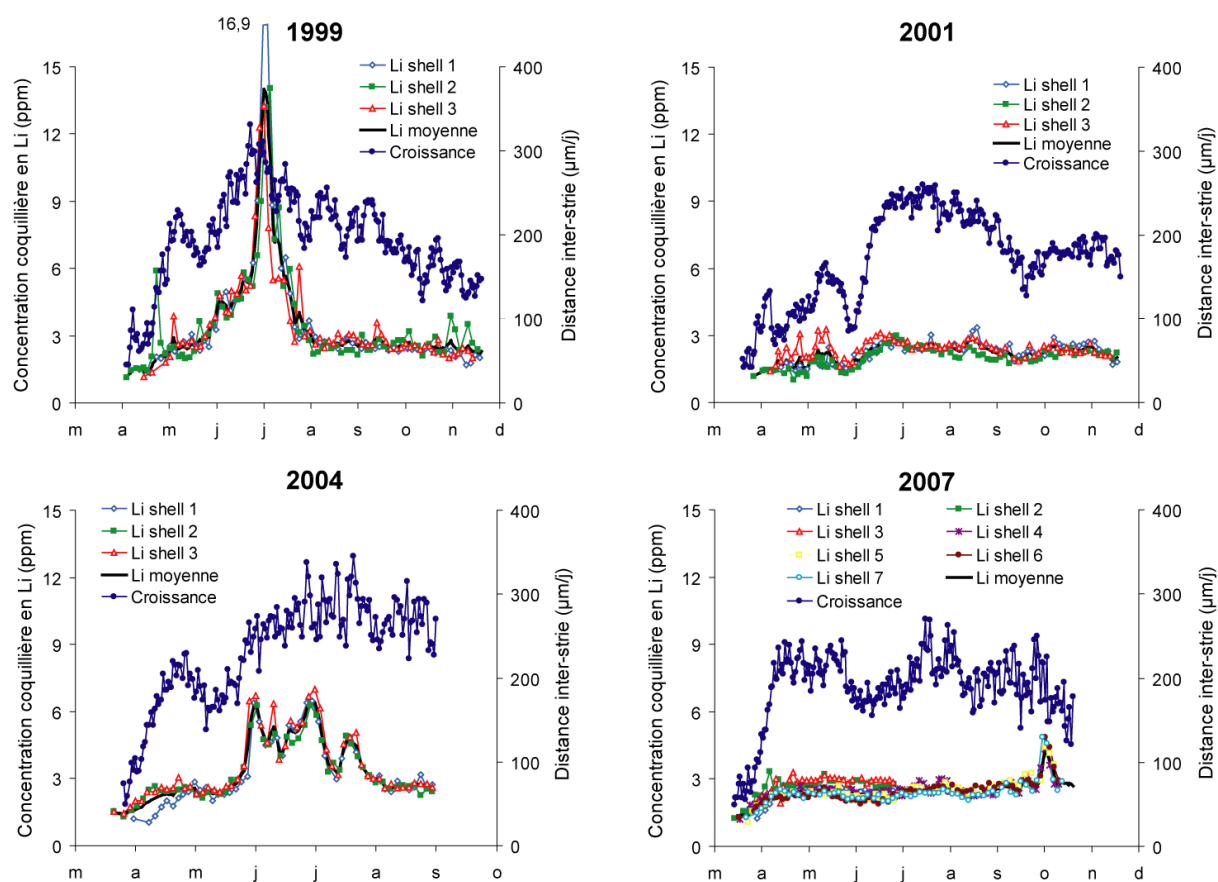 16,9
1999
Concentration coquillière en Li (ppm)
15
12
9
6
3
0
Li shell 1
Li shell 2
Li shell 3
Li moyenne
Croissance
400
300
200
100
0
Distance inter-strie (µm/j)
m a m j j a s o n d
2001
Concentration coquillière en Li (ppm)
15
12
9
6
3
0
Li shell 1
Li shell 2
Li shell 3
Li moyenne
Croissance
400
300
200
100
0
Distance inter-strie (µm/j)
m a m j j a s o n d
2004
Concentration coquillière en Li (ppm)
15
12
9
6
3
0
Li shell 1
Li shell 2
Li shell 3
Li moyenne
Croissance
400
300
200
100
0
Distance inter-strie (µm/j)
m a m j j a s o
2007
Concentration coquillière en Li (ppm)
15
12
9
6
3
0
Li shell 1 Li shell 2
Li shell 3 Li shell 4
Li shell 5 Li shell 6
Li shell 7 Li moyenne
Croissance
400
300
200
100
0
Distance inter-strie (µm/j)
m a m j j a s o n d